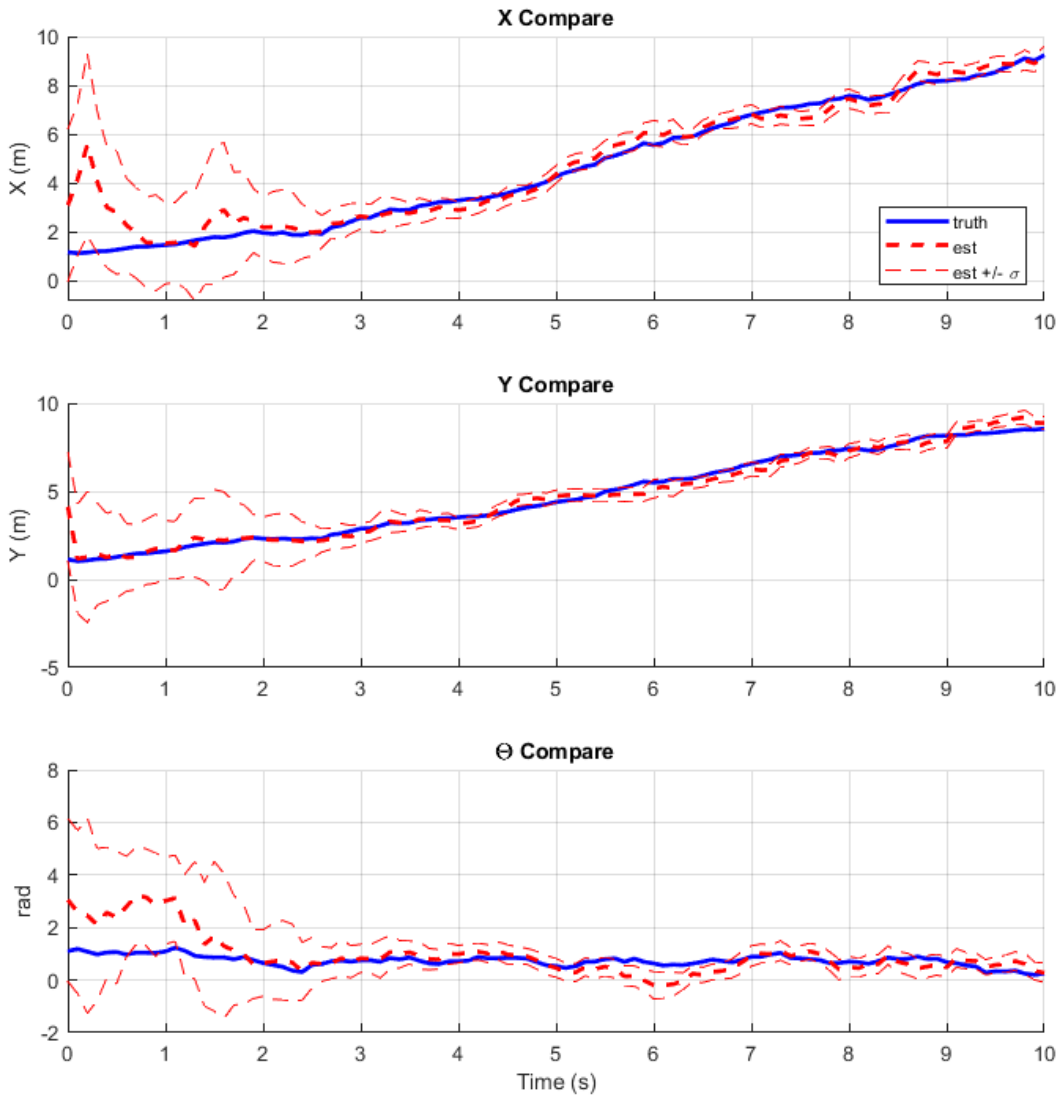 X Compare
10
8
6
4
2
0
X (m)
0 1 2 3 4 5 6 7 8 9 10
truth
est
est +/- σ
Y Compare
10
5
0
-5
Y (m)
0 1 2 3 4 5 6 7 8 9 10
Θ Compare
8
6
4
2
0
-2
rad
0 1 2 3 4 5 6 7 8 9 10
Time (s)